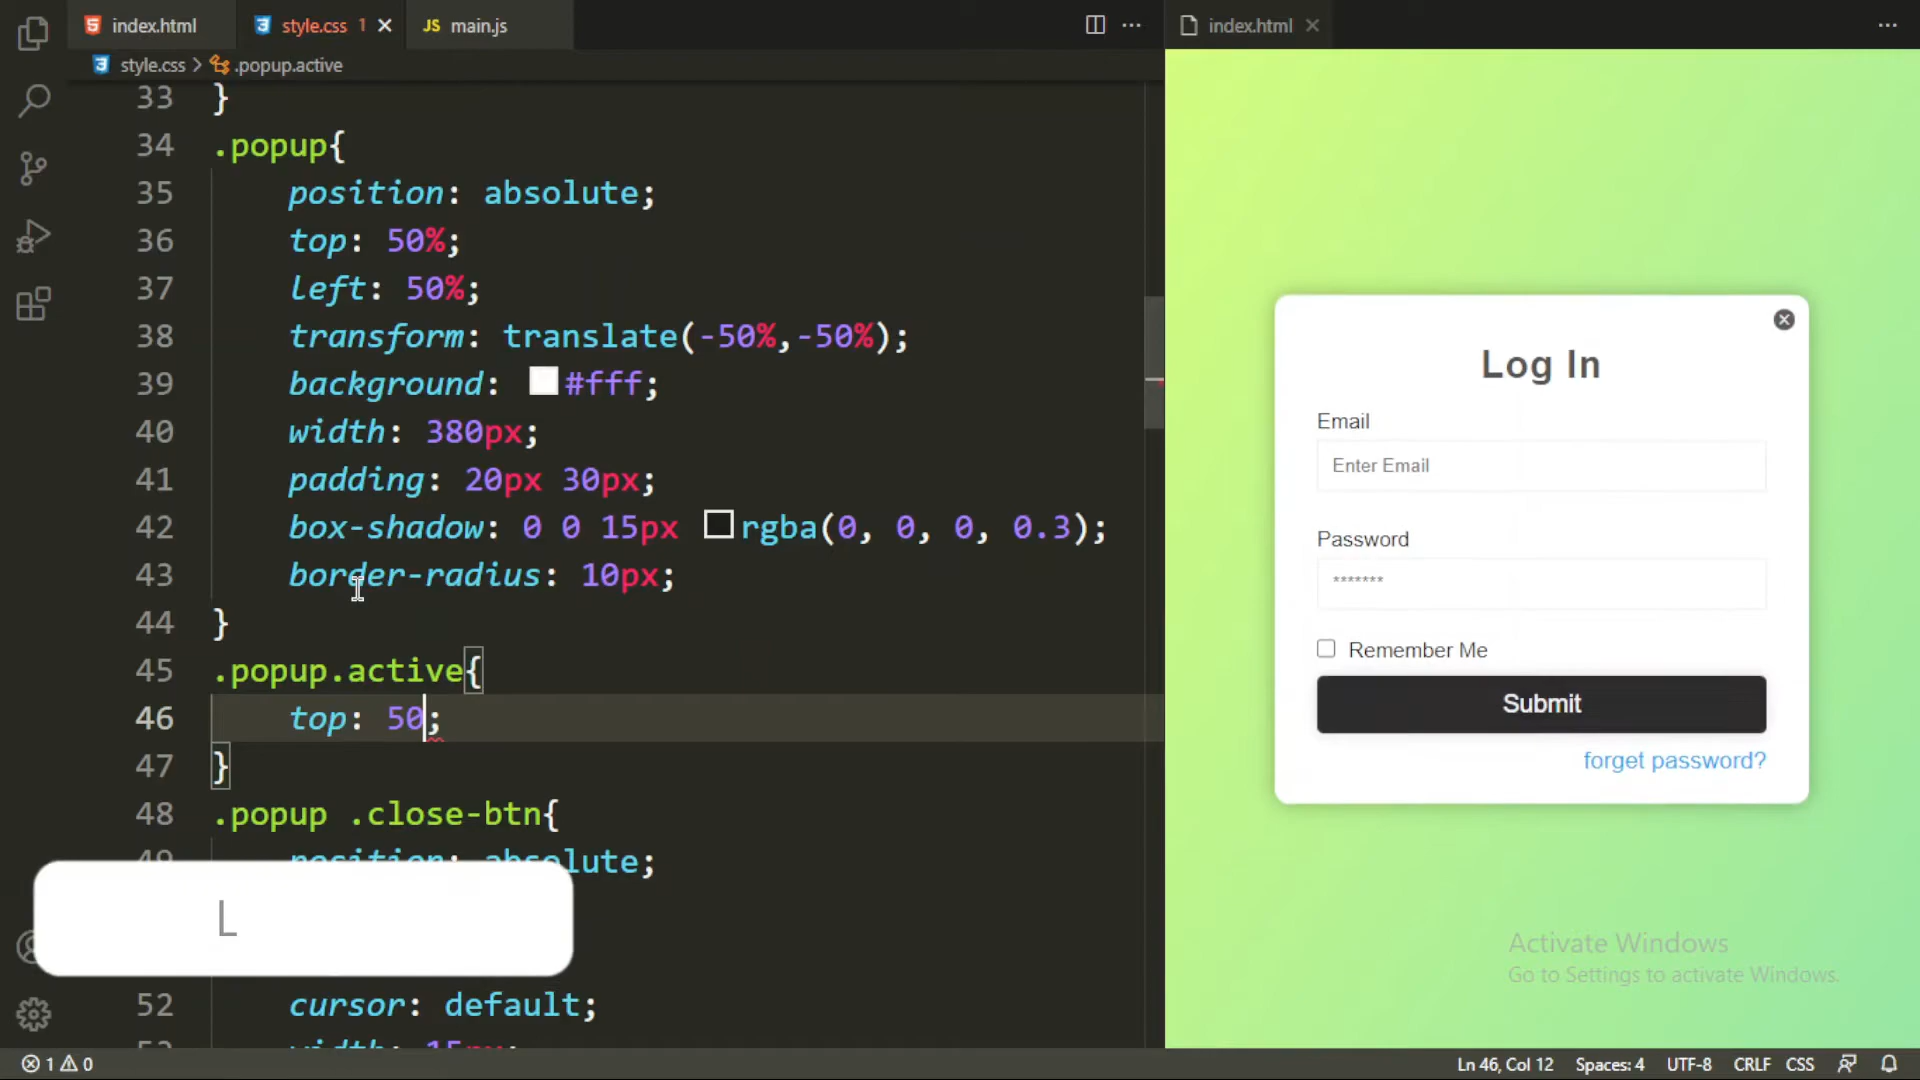 index.html
style.css 1
JS main.js
index.html
style.css > .popup.active
33 }
34 .popup{
35 position: absolute;
36 top: 50%;
37 left: 50%;
38 transform: translate(-50%,-50%);
39 background: #fff;
40 width: 380px;
41 padding: 20px 30px;
42 box-shadow: 0 0 15px rgba(0, 0, 0, 0.3);
43 border-radius: 10px;
44 }
45 .popup.active{
46 top: 50;
47 }
48 .popup .close-btn{
49 position: absolute;
L
52 cursor: default;
53 width: 15px;
Log In
Email
Enter Email
Password
*******
Remember Me
Submit
forget password?
Activate Windows
Go to Settings to activate Windows.
1 0
Ln 46, Col 12 Spaces: 4 UTF-8 CRLF CSS